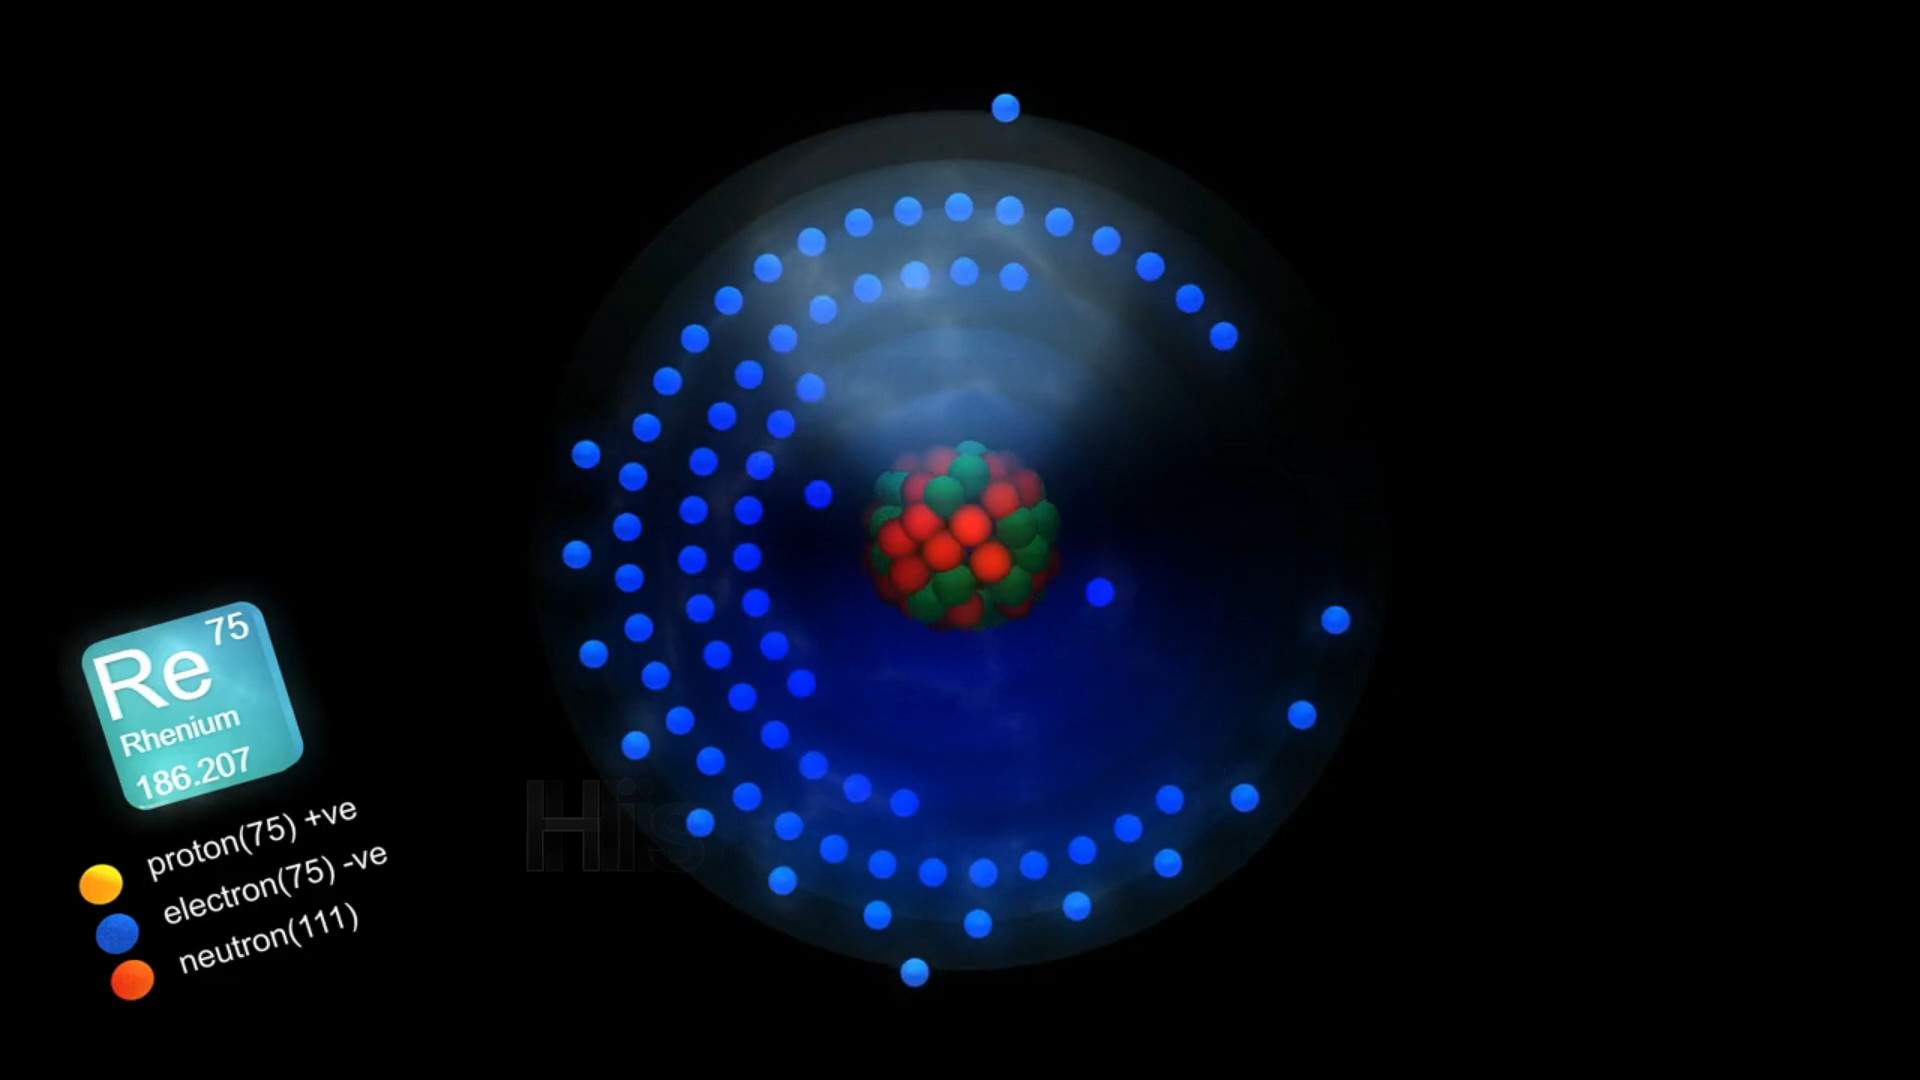 75
Re
Rhenium
186.207
proton(75) +ve
electron(75) -ve
neutron(111)